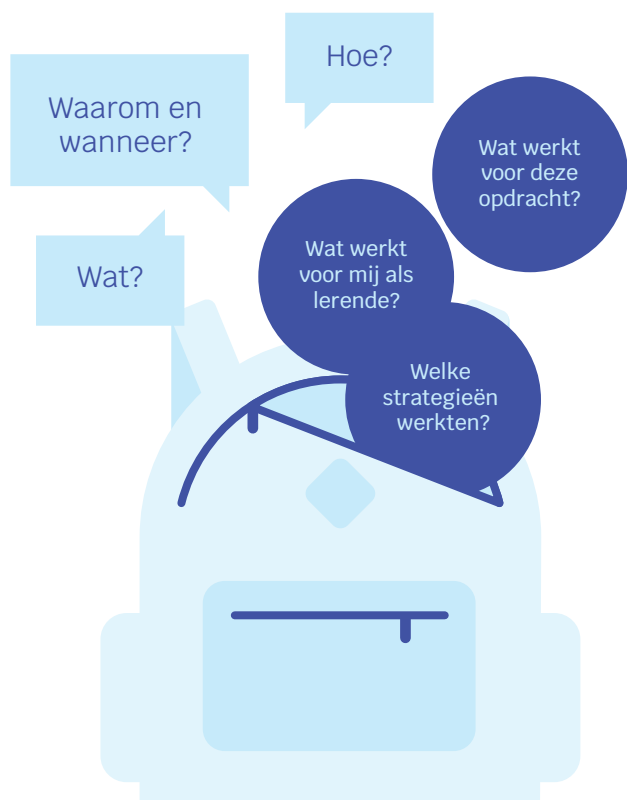 Hoe?
Waarom en
wanneer?
Wat werkt
voor deze
opdracht?
Wat?
Wat werkt
voor mij als
lerende?
Welke
strategieën
werkten?